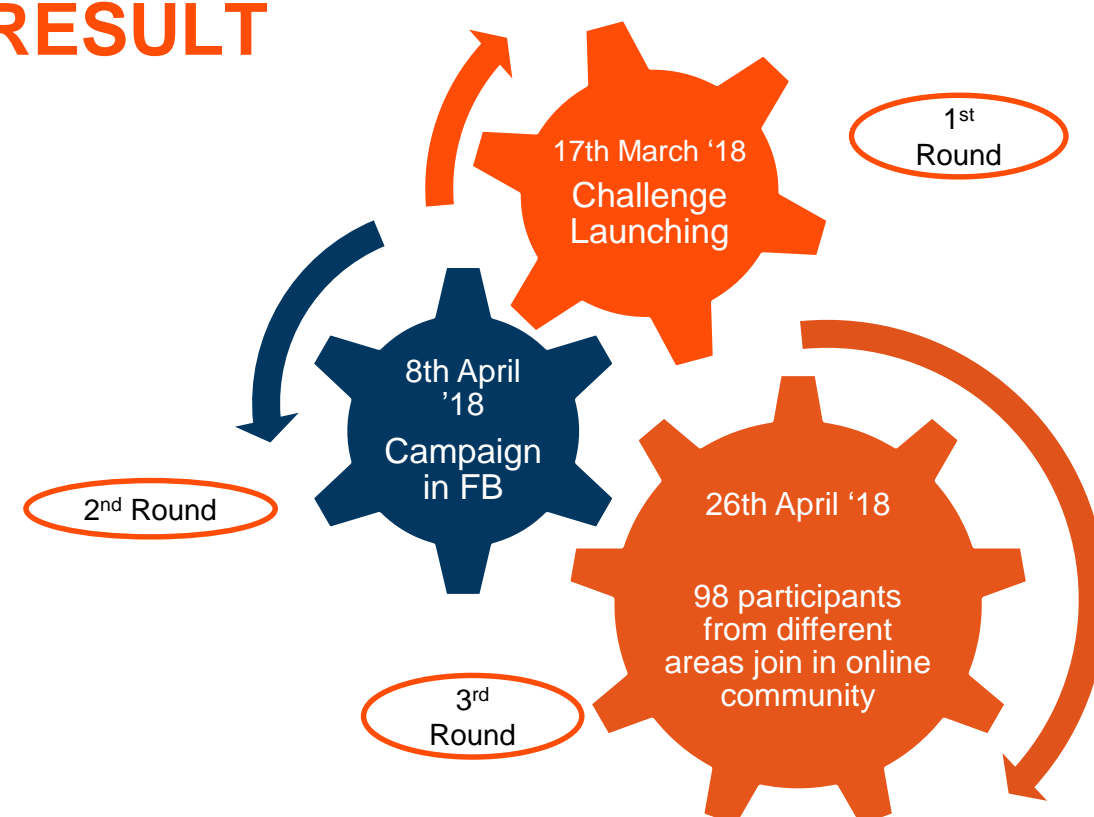 RESULT
17th March ‘18
Challenge
Launching
1st
Round
8th April
’18
Campaign
in FB
2nd Round
26th April ‘18
98 participants
from different
areas join in online
community
3rd
Round